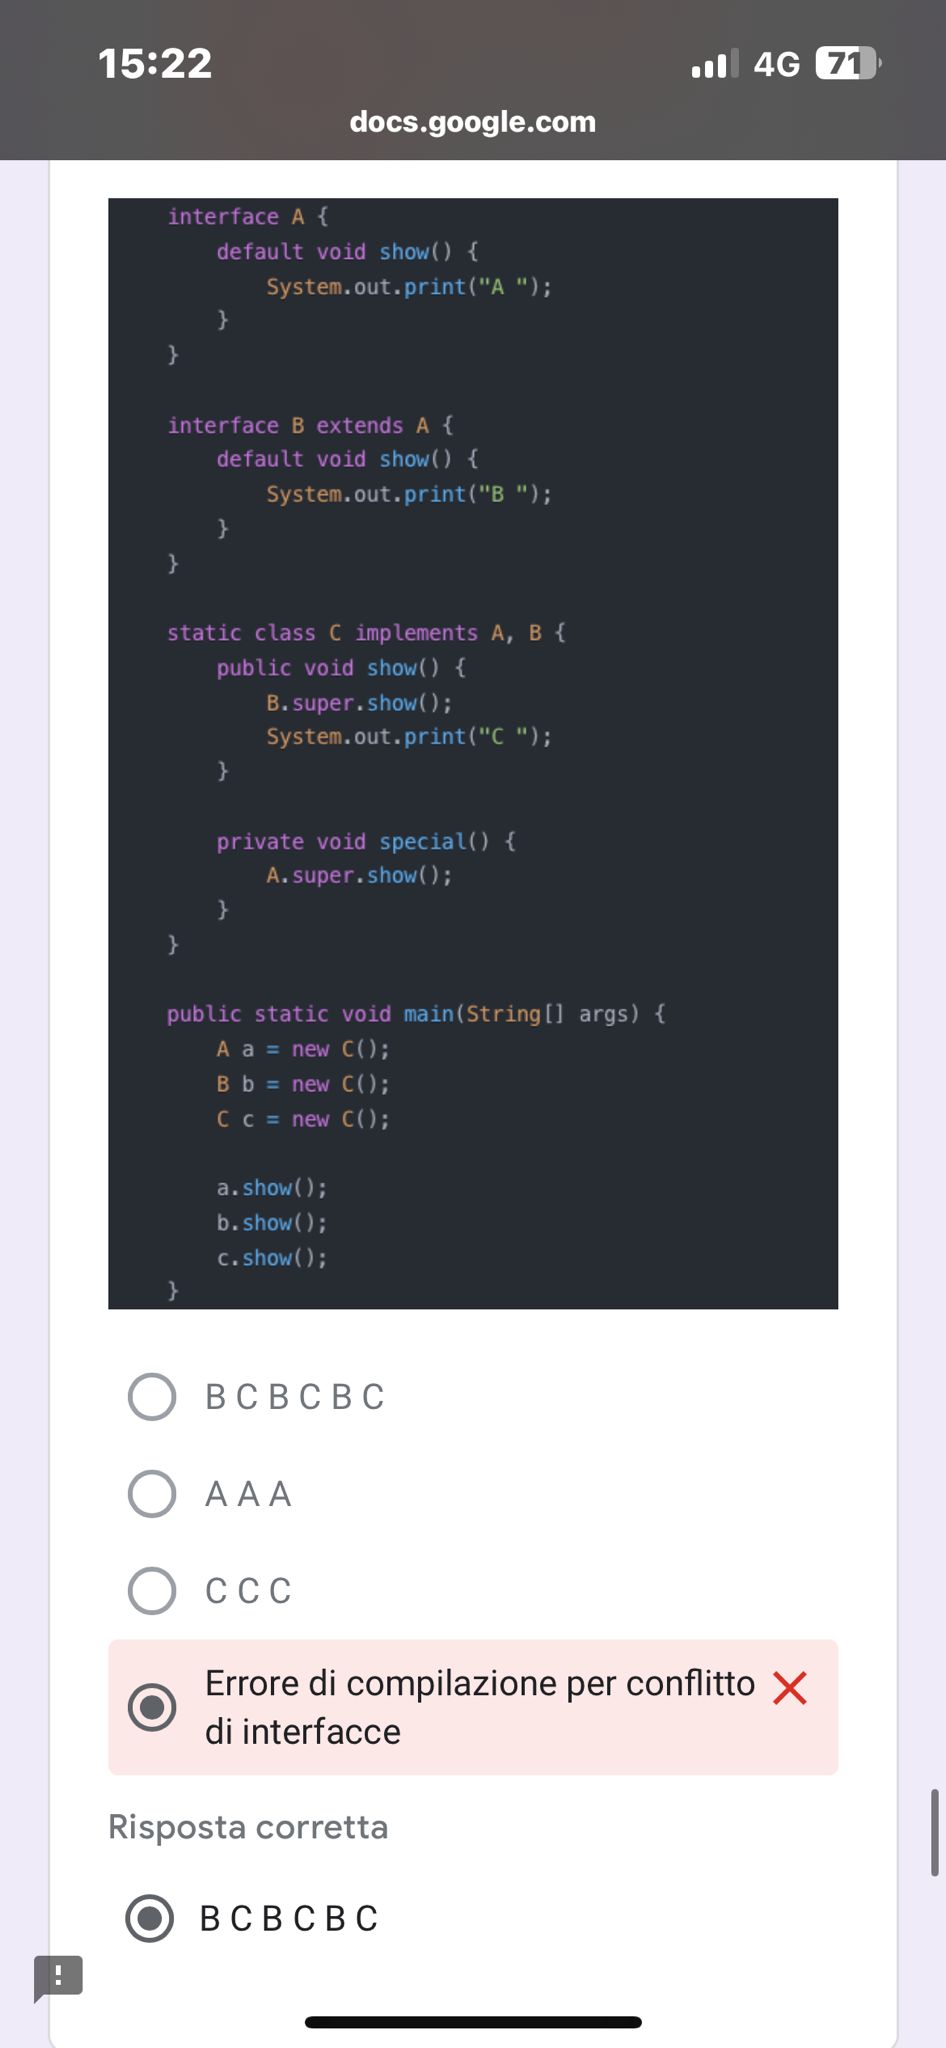 15:22
4G 71
docs.google.com
interface A {
default void show() {
System.out.print("A ");
}
}
interface B extends A {
default void show() {
System.out.print("B ");
}
}
static class C implements A, B {
public void show() {
B.super.show();
System.out.print("C ");
}
private void special() {
A.super.show();
}
}
public static void main(String[] args) {
A a = new C();
B b = new C();
C c = new C();
a.show();
b.show();
c.show();
}
B C B C B C
A A A
C C C
Errore di compilazione per conflitto
di interfacce
Risposta corretta
B C B C B C